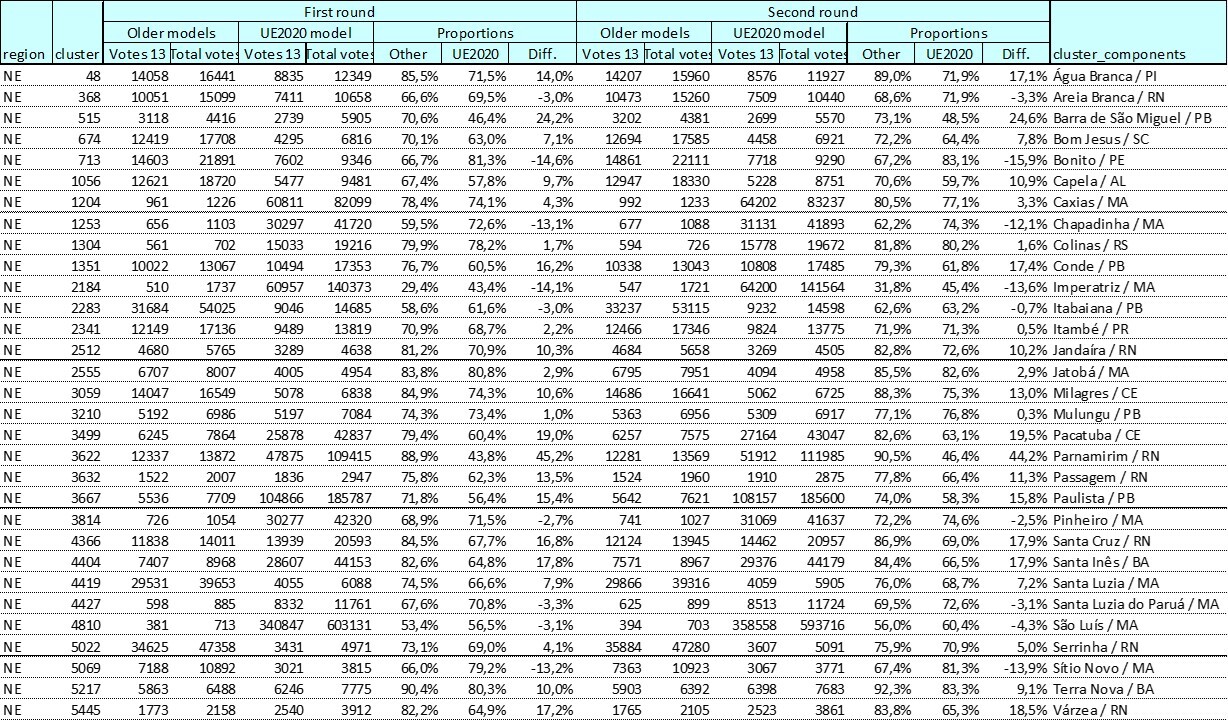 First round Second round
Older models UE2020 model Proportions Older models UE2020 model Proportions
region cluster Votes 13 Total votes Votes 13 Total votes Other UE2020 Diff. Votes 13 Total votes Votes 13 Total votes Other UE2020 Diff. cluster_components
NE 48 14058 16441 8835 12349 85,5% 71,5% 14,0% 14207 15960 8576 11927 89,0% 71,9% 17,1% Água Branca / PI
NE 368 10051 15099 7411 10658 66,6% 69,5% -3,0% 10473 15260 7509 10440 68,6% 71,9% -3,3% Areia Branca / RN
NE 515 3118 4416 2739 5905 70,6% 46,4% 24,2% 3202 4381 2699 5570 73,1% 48,5% 24,6% Barra de São Miguel / PB
NE 674 12419 17708 4295 6816 70,1% 63,0% 7,1% 12694 17585 4458 6921 72,2% 64,4% 7,8% Bom Jesus / SC
NE 713 14603 21891 7602 9346 66,7% 81,3% -14,6% 14861 22111 7718 9290 67,2% 83,1% -15,9% Bonito / PE
NE 1056 12621 18720 5477 9481 67,4% 57,8% 9,7% 12947 18330 5228 8751 70,6% 59,7% 10,9% Capela / AL
NE 1204 961 1226 60811 82099 78,4% 74,1% 4,3% 992 1233 64202 83237 80,5% 77,1% 3,3% Caxias / MA
NE 1253 656 1103 30297 41720 59,5% 72,6% -13,1% 677 1088 31131 41893 62,2% 74,3% -12,1% Chapadinha / MA
NE 1304 561 702 15033 19216 79,9% 78,2% 1,7% 594 726 15778 19672 81,8% 80,2% 1,6% Colinas / RS
NE 1351 10022 13067 10494 17353 76,7% 60,5% 16,2% 10338 13043 10808 17485 79,3% 61,8% 17,4% Conde / PB
NE 2184 510 1737 60957 140373 29,4% 43,4% -14,1% 547 1721 64200 141564 31,8% 45,4% -13,6% Imperatriz / MA
NE 2283 31684 54025 9046 14685 58,6% 61,6% -3,0% 33237 53115 9232 14598 62,6% 63,2% -0,7% Itabaiana / PB
NE 2341 12149 17136 9489 13819 70,9% 68,7% 2,2% 12466 17346 9824 13775 71,9% 71,3% 0,5% Itambé / PR
NE 2512 4680 5765 3289 4638 81,2% 70,9% 10,3% 4684 5658 3269 4505 82,8% 72,6% 10,2% Jandaíra / RN
NE 2555 6707 8007 4005 4954 83,8% 80,8% 2,9% 6795 7951 4094 4958 85,5% 82,6% 2,9% Jatobá / MA
NE 3059 14047 16549 5078 6838 84,9% 74,3% 10,6% 14686 16641 5062 6725 88,3% 75,3% 13,0% Milagres / CE
NE 3210 5192 6986 5197 7084 74,3% 73,4% 1,0% 5363 6956 5309 6917 77,1% 76,8% 0,3% Mulungu / PB
NE 3499 6245 7864 25878 42837 79,4% 60,4% 19,0% 6257 7575 27164 43047 82,6% 63,1% 19,5% Pacatuba / CE
NE 3622 12337 13872 47875 109415 88,9% 43,8% 45,2% 12281 13569 51912 111985 90,5% 46,4% 44,2% Parnamirim / RN
NE 3632 1522 2007 1836 2947 75,8% 62,3% 13,5% 1524 1960 1910 2875 77,8% 66,4% 11,3% Passagem / RN
NE 3667 5536 7709 104866 185787 71,8% 56,4% 15,4% 5642 7621 108157 185600 74,0% 58,3% 15,8% Paulista / PB
NE 3814 726 1054 30277 42320 68,9% 71,5% -2,7% 741 1027 31069 41637 72,2% 74,6% -2,5% Pinheiro / MA
NE 4366 11838 14011 13939 20593 84,5% 67,7% 16,8% 12124 13945 14462 20957 86,9% 69,0% 17,9% Santa Cruz / RN
NE 4404 7407 8968 28607 44153 82,6% 64,8% 17,8% 7571 8967 29376 44179 84,4% 66,5% 17,9% Santa Inês / BA
NE 4419 29531 39653 4055 6088 74,5% 66,6% 7,9% 29866 39316 4059 5905 76,0% 68,7% 7,2% Santa Luzia / MA
NE 4427 598 885 8332 11761 67,6% 70,8% -3,3% 625 899 8513 11724 69,5% 72,6% -3,1% Santa Luzia do Paruá / MA
NE 4810 381 713 340847 603131 53,4% 56,5% -3,1% 394 703 358558 593716 56,0% 60,4% -4,3% São Luís / MA
NE 5022 34625 47358 3431 4971 73,1% 69,0% 4,1% 35884 47280 3607 5091 75,9% 70,9% 5,0% Serrinha / RN
NE 5069 7188 10892 3021 3815 66,0% 79,2% -13,2% 7363 10923 3067 3771 67,4% 81,3% -13,9% Sítio Novo / MA
NE 5217 5863 6488 6246 7775 90,4% 80,3% 10,0% 5903 6392 6398 7683 92,3% 83,3% 9,1% Terra Nova / BA
NE 5445 1773 2158 2540 3912 82,2% 64,9% 17,2% 1765 2105 2523 3861 83,8% 65,3% 18,5% Várzea / RN